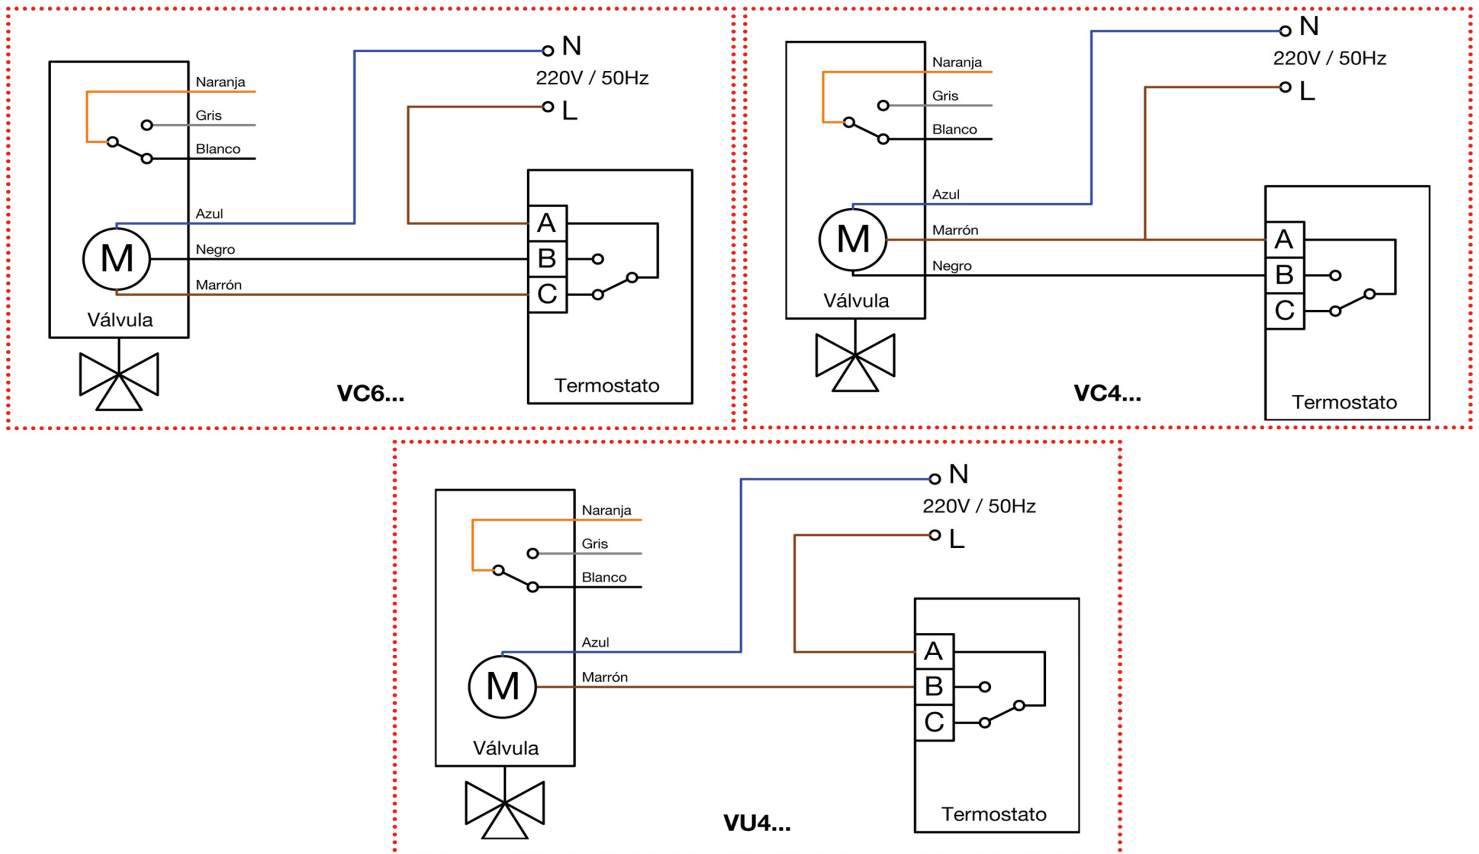 N
220V / 50Hz
L
Naranja
Gris
Blanco
Azul
Negro
Marrón
M
Válvula
A
B
C
Termostato
VC6...
N
220V / 50Hz
L
Naranja
Gris
Blanco
Azul
Marrón
Negro
M
Válvula
A
B
C
Termostato
VC4...
N
220V / 50Hz
L
Naranja
Gris
Blanco
Azul
Marrón
M
Válvula
A
B
C
Termostato
VU4...